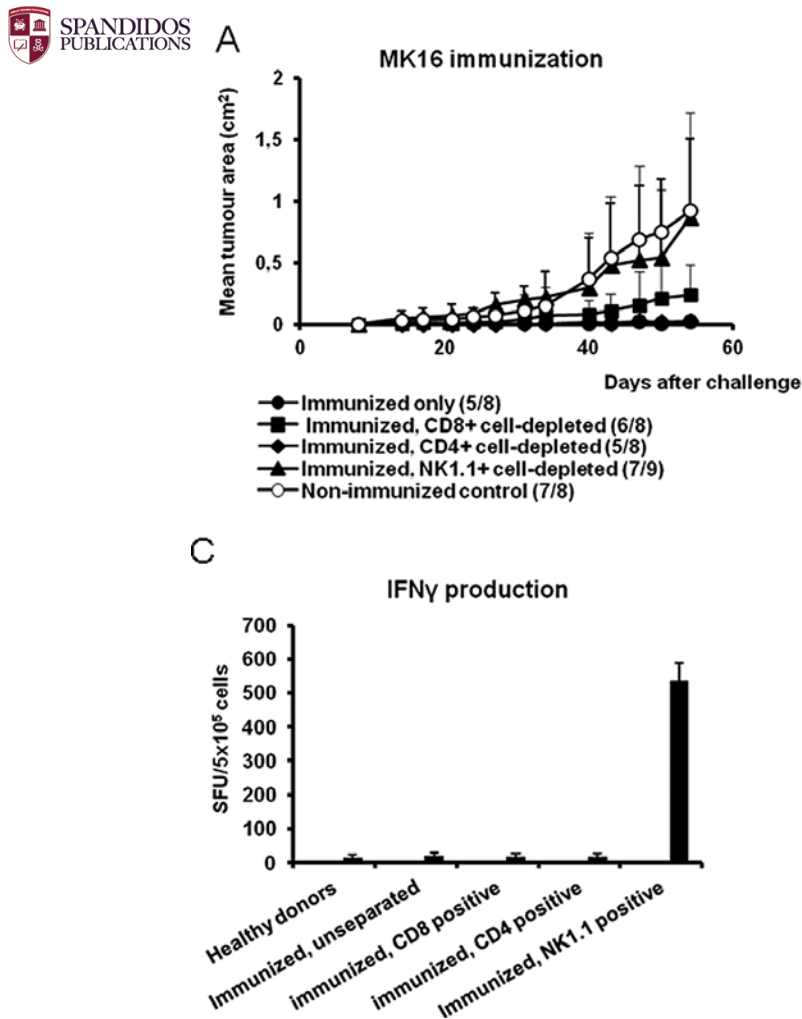 SPANDIDOS
PUBLICATIONS
A
MK16 immunization
Mean tumour area (cm²)
2
1,5
1
0,5
0
0
20
40
60
Days after challenge
Immunized only (5/8)
Immunized, CD8+ cell-depleted (6/8)
Immunized, CD4+ cell-depleted (5/8)
Immunized, NK1.1+ cell-depleted (7/9)
Non-immunized control (7/8)
C
IFNγ production
SFU/5x10⁵ cells
700
600
500
400
300
200
100
0
Healthy donors
Immunized, unseparated
immunized, CD8 positive
immunized, CD4 positive
Immunized, NK1.1 positive